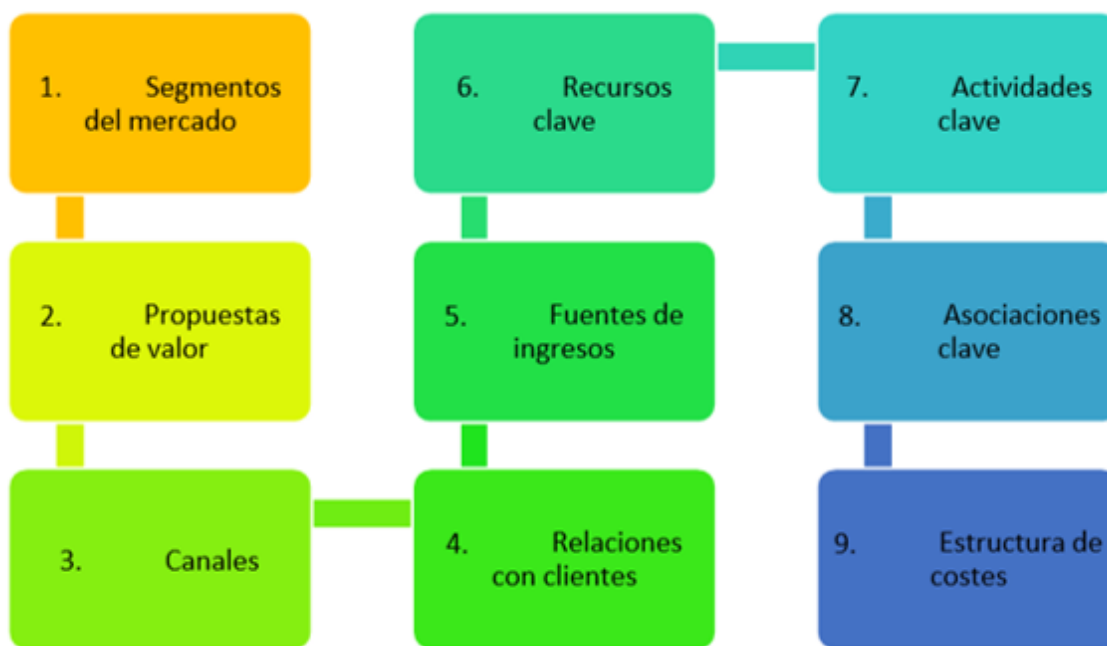 1. Segmentos
del mercado
2. Propuestas
de valor
3. Canales
4. Relaciones
con clientes
5. Fuentes de
ingresos
6. Recursos
clave
7. Actividades
clave
8. Asociaciones
clave
9. Estructura de
costes